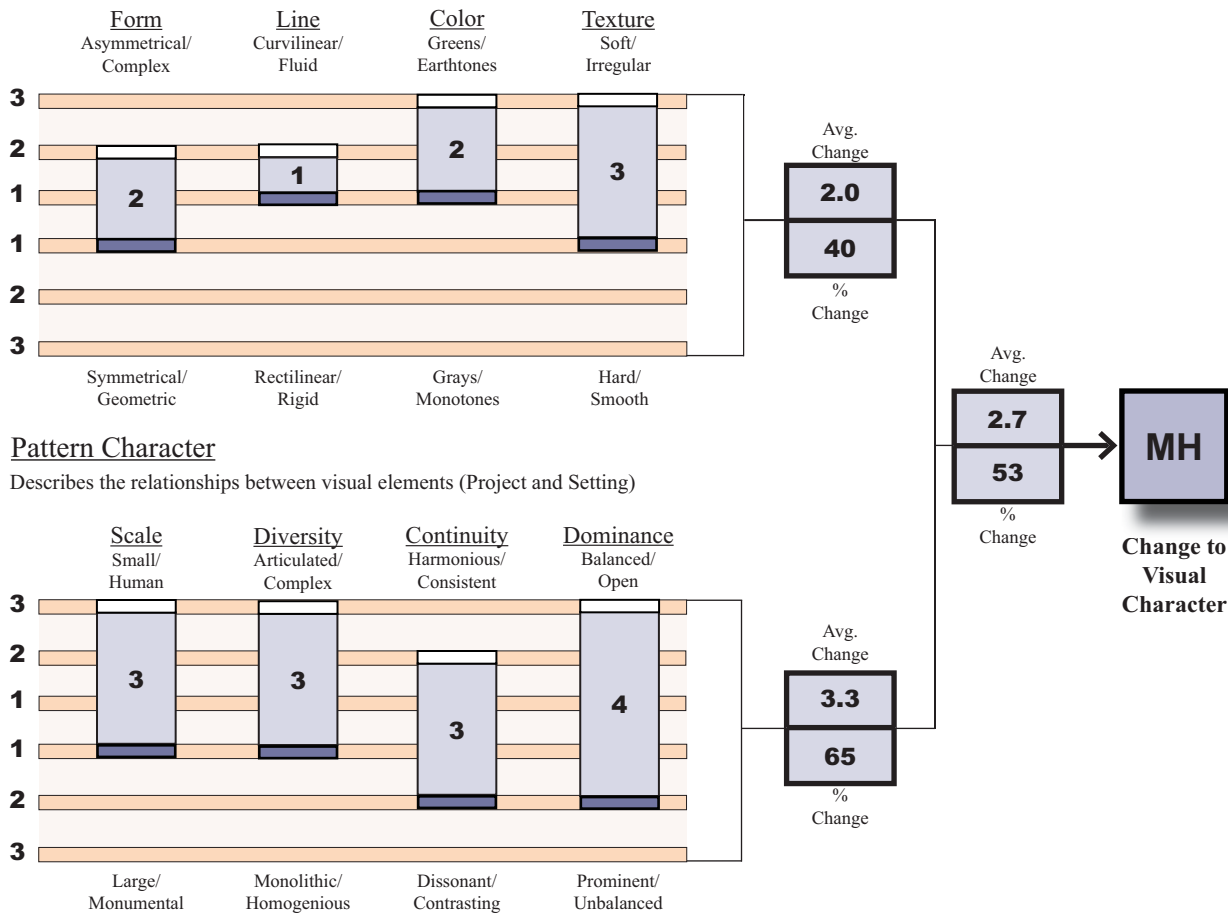 Form
Asymmetrical/
Complex
Line
Curvilinear/
Fluid
Color
Greens/
Earthtones
Texture
Soft/
Irregular
3
2
1
1
2
3
2
1
2
3
Symmetrical/
Geometric
Rectilinear/
Rigid
Grays/
Monotones
Hard/
Smooth
Avg.
Change
2.0
40
%
Change
Pattern Character
Describes the relationships between visual elements (Project and Setting)
Scale
Small/
Human
Diversity
Articulated/
Complex
Continuity
Harmonious/
Consistent
Dominance
Balanced/
Open
3
2
1
1
2
3
3
3
3
4
Large/
Monumental
Monolithic/
Homogenious
Dissonant/
Contrasting
Prominent/
Unbalanced
Avg.
Change
3.3
65
%
Change
Avg.
Change
2.7
53
%
Change
MH
Change to
Visual
Character